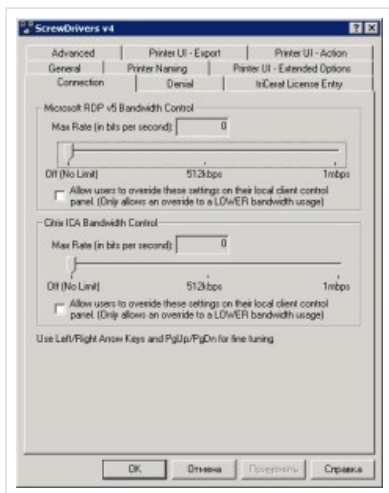 ScrewDrivers v4
Advanced Printer UI - Export Printer UI - Action
General Printer Naming Printer UI - Extended Options
Connection Denial triCerat License Entry
Microsoft RDP v5 Bandwidth Control
Max Rate (in bits per second): 0
Off (No Limit) 512kbps 1mbps
Allow users to override these settings on their local client control
panel. (Only allows an override to a LOWER bandwidth usage)
Citrix ICA Bandwidth Control
Max Rate (in bits per second): 0
Off (No Limit) 512kbps 1mbps
Allow users to override these settings on their local client control
panel. (Only allows an override to a LOWER bandwidth usage)
Use Left/Right Arrow Keys and PgUp/PgDn for fine tuning
OK Отмена Применить Справка